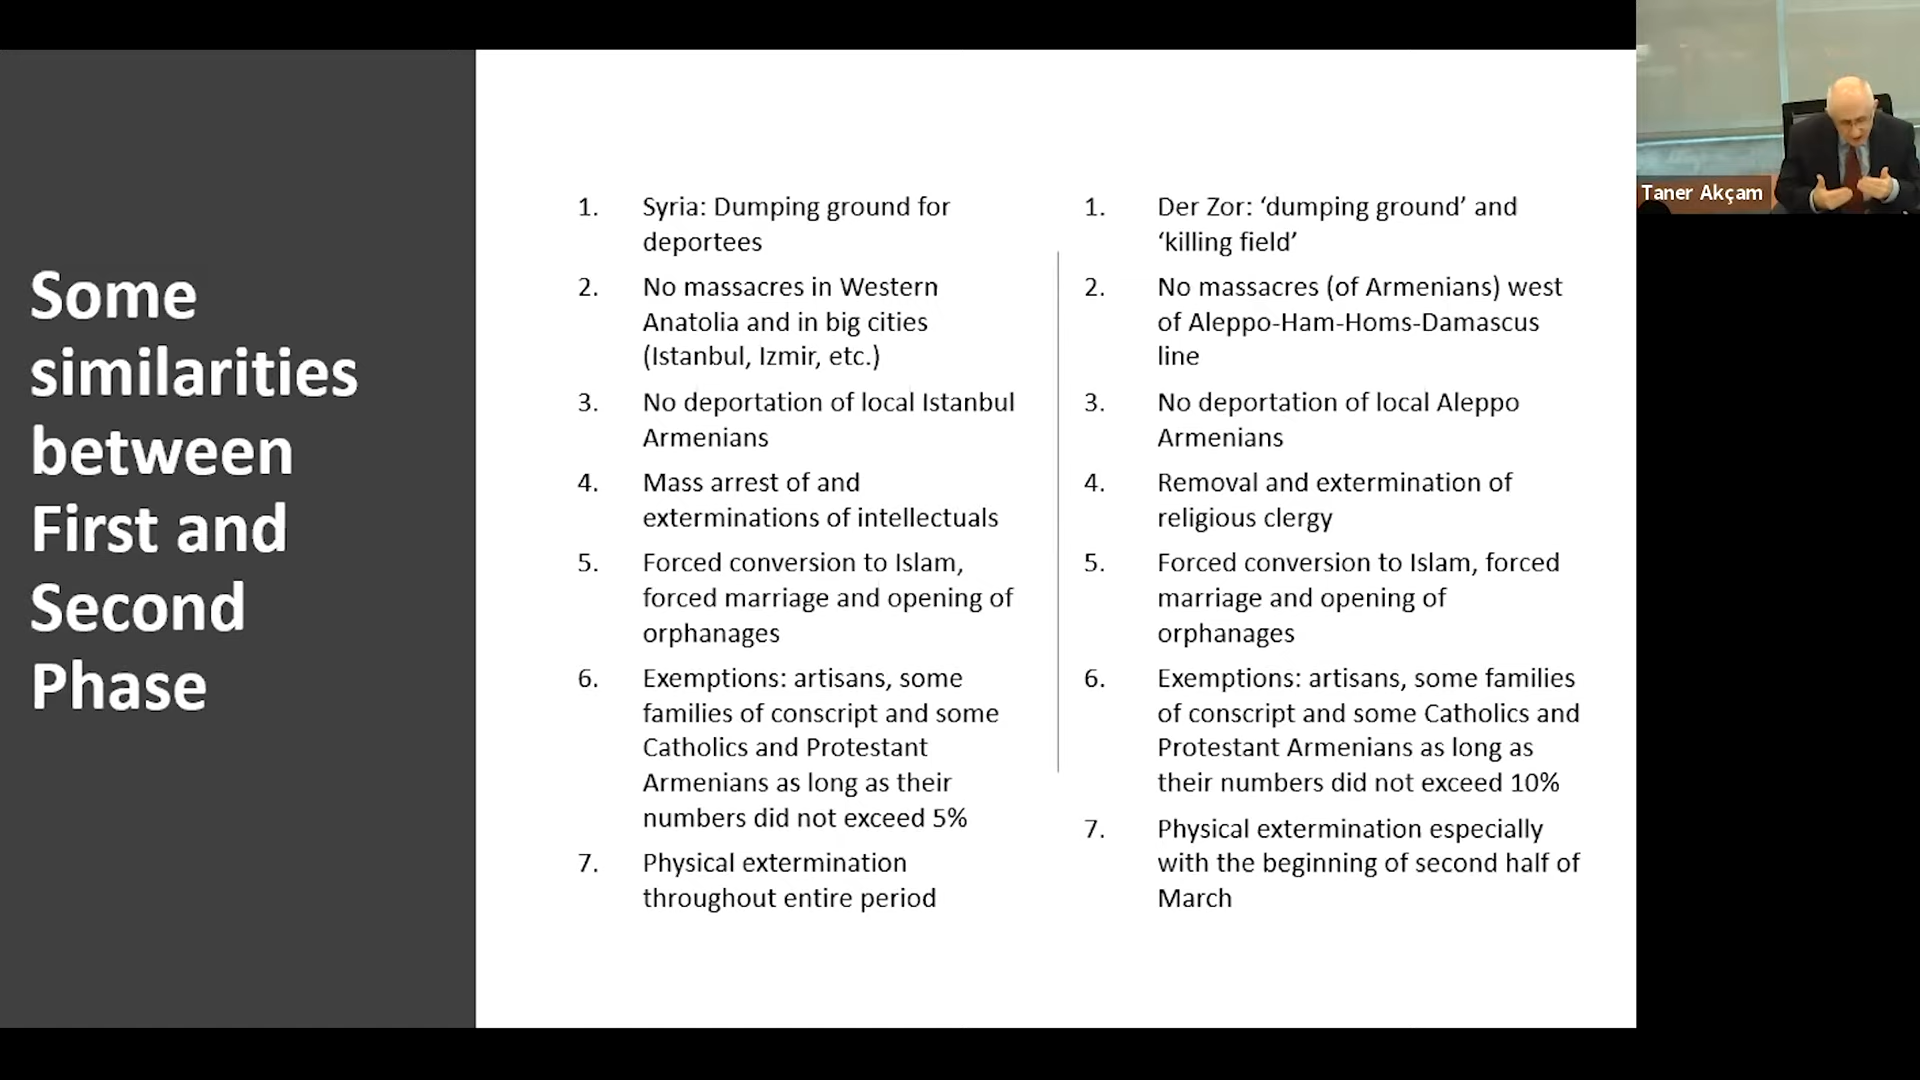 Some
similarities
between
First and
Second
Phase
1. Syria: Dumping ground for
deportees
2. No massacres in Western
Anatolia and in big cities
(Istanbul, Izmir, etc.)
3. No deportation of local Istanbul
Armenians
4. Mass arrest of and
exterminations of intellectuals
5. Forced conversion to Islam,
forced marriage and opening of
orphanages
6. Exemptions: artisans, some
families of conscript and some
Catholics and Protestant
Armenians as long as their
numbers did not exceed 5%
7. Physical extermination
throughout entire period
1. Der Zor: ‘dumping ground’ and
‘killing field’
2. No massacres (of Armenians) west
of Aleppo-Ham-Homs-Damascus
line
3. No deportation of local Aleppo
Armenians
4. Removal and extermination of
religious clergy
5. Forced conversion to Islam, forced
marriage and opening of
orphanages
6. Exemptions: artisans, some families
of conscript and some Catholics and
Protestant Armenians as long as
their numbers did not exceed 10%
7. Physical extermination especially
with the beginning of second half of
March
Taner Akçam